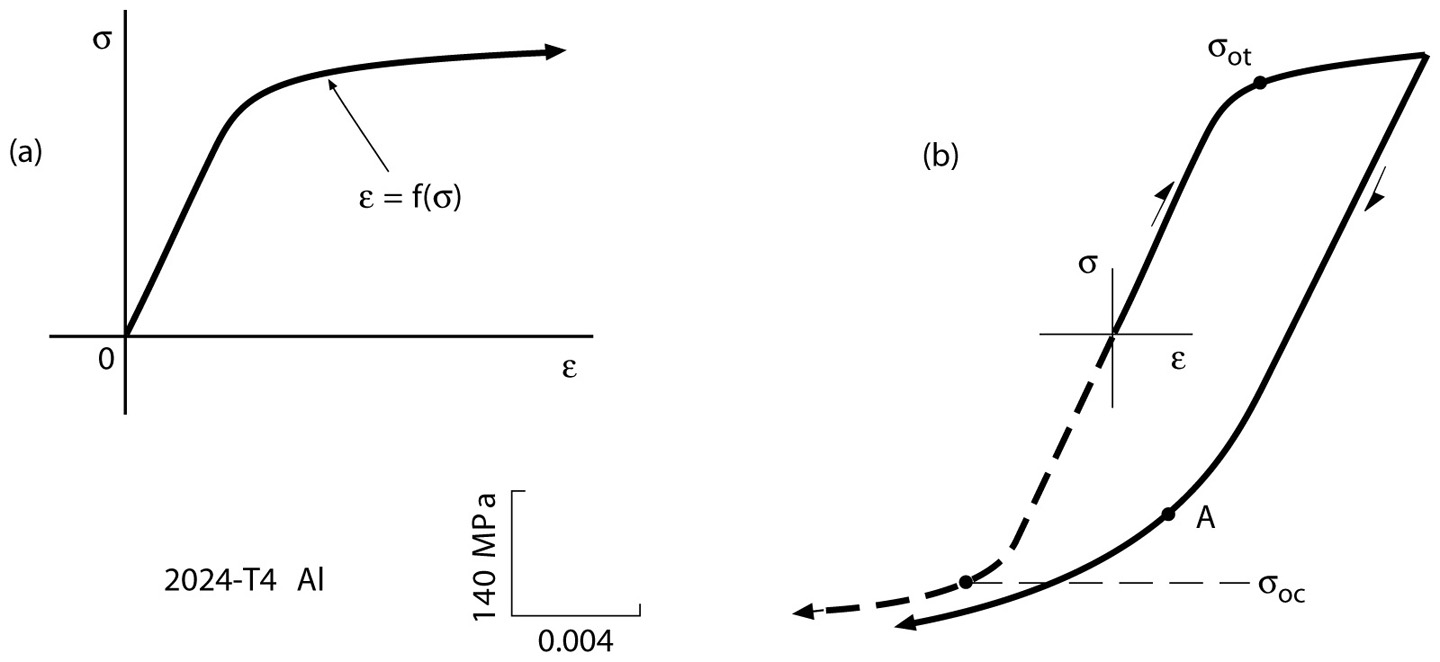 (a)
σ
ε = f(σ)
0
ε
2024-T4 Al
140 MPa
0.004
(b)
σot
σ
ε
A
σoc